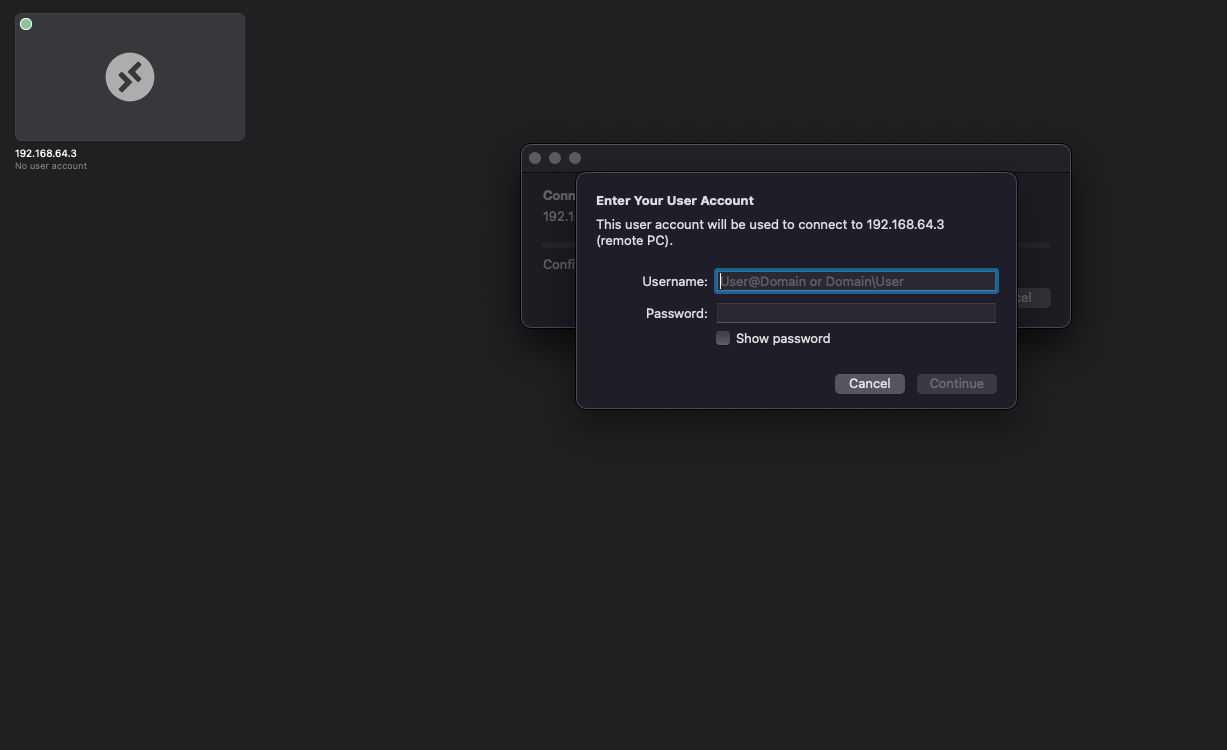 192.168.64.3
No user account
Conn
192.1
Confi
cel
Enter Your User Account
This user account will be used to connect to 192.168.64.3
(remote PC).
Username: User@Domain or Domain\User
Password:
Show password
Cancel Continue